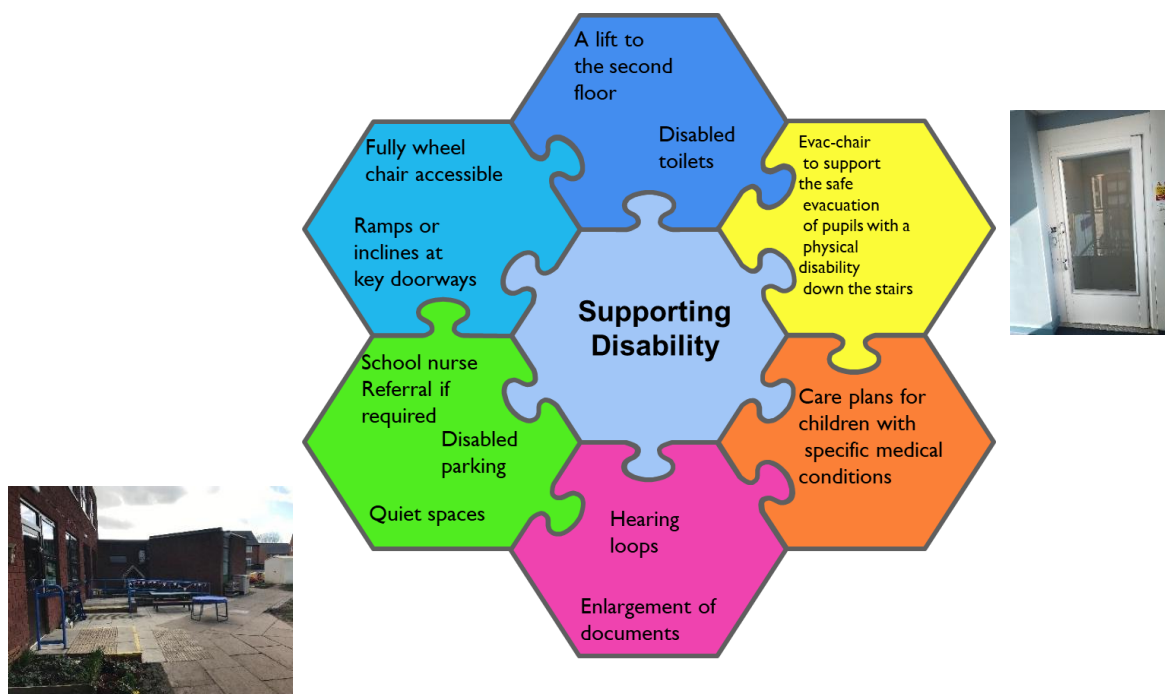 A lift to
the second
floor
Disabled
toilets
Fully wheel
chair accessible
Ramps or
inclines at
key doorways
Evac-chair
to support
the safe
evacuation
of pupils with a
physical
disability
down the stairs
Supporting
Disability
School nurse
Referral if
required
Disabled
parking
Quiet spaces
Care plans for
children with
specific medical
conditions
Hearing
loops
Enlargement of
documents